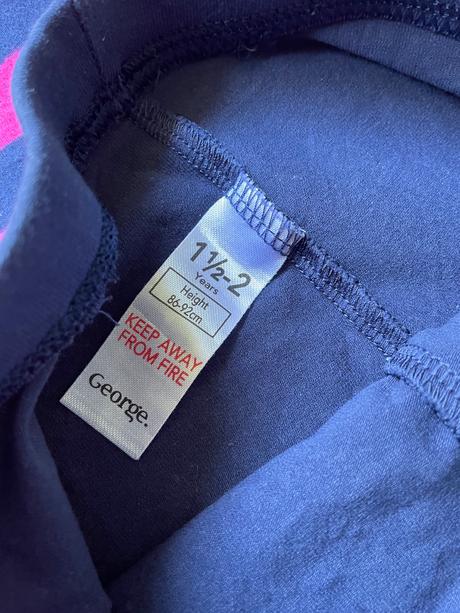 1½-2
Years
Height
86-92cm
KEEP AWAY
FROM FIRE
George.